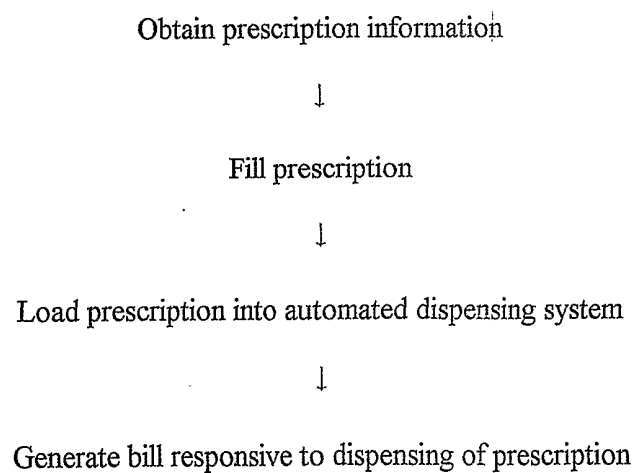 Obtain prescription information
↓
Fill prescription
↓
Load prescription into automated dispensing system
↓
Generate bill responsive to dispensing of prescription